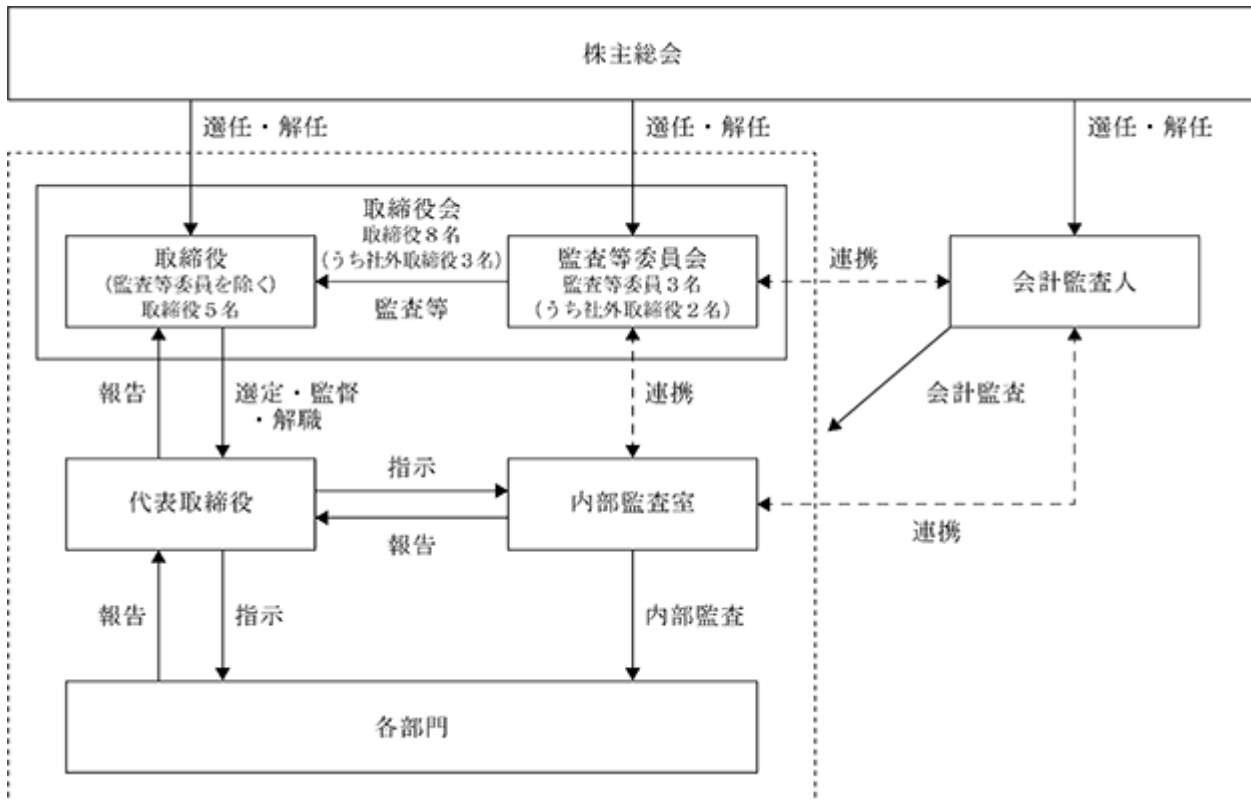 株主総会
選任・解任
選任・解任
選任・解任
取締役会
取締役8名
(うち社外取締役3名)
取締役
(監査等委員を除く)
取締役5名
監査等
監査等委員会
監査等委員3名
(うち社外取締役2名)
連携
会計監査人
報告
選定・監督
・解職
連携
会計監査
代表取締役
指示
報告
内部監査室
連携
報告
指示
内部監査
各部門